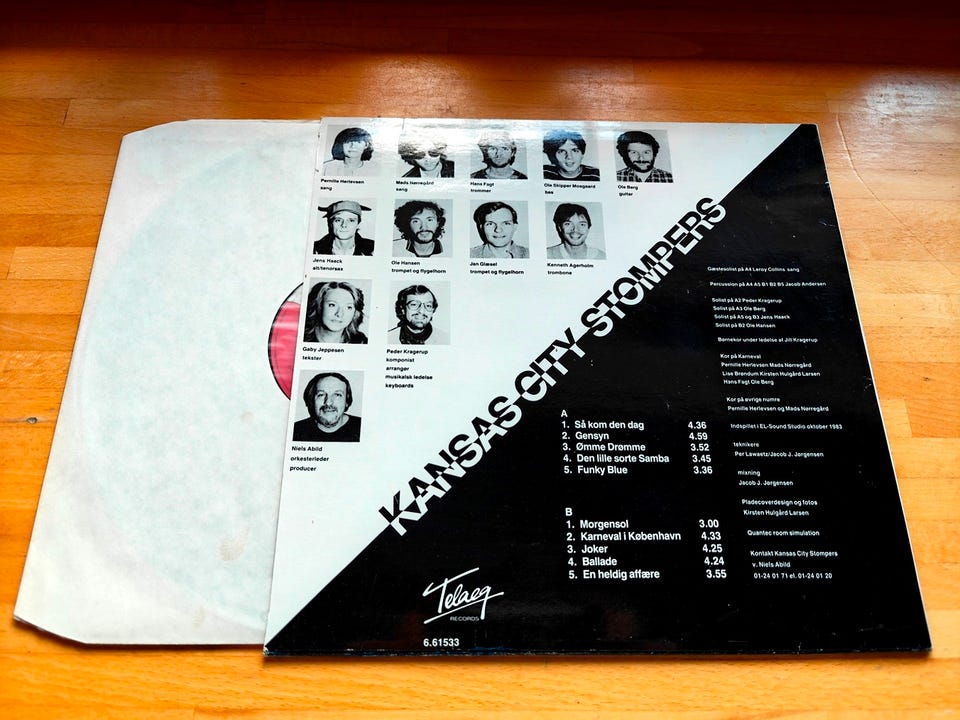 Pernille Herlevsen
sang
Mads Nørregård
sang
Hans Fagt
trommer
Ole Skipper Mosgaard
bas
Ole Berg
guitar
Jens Haack
alt/tenorsax
Ole Hansen
trompet og flygelhorn
Jan Glæsel
trompet og flygelhorn
Kenneth Agerholm
trombone
Gaby Jeppesen
tekster
Peder Kragerup
komponist
arranger
musikalsk ledelse
keyboards
Niels Abild
orkesterleder
producer
KANSAS CITY STOMPERS
A
1. Så kom den dag 4.36
2. Gensyn 4.59
3. Ømme Drømme 3.52
4. Den lille sorte Samba 3.45
5. Funky Blue 3.36
B
1. Morgensol 3.00
2. Karneval i København 4.33
3. Joker 4.25
4. Ballade 4.24
5. En heldig affære 3.55
Gæstesolist på A4 Leroy Collins sang
Percussion på A4 A5 B1 B2 B5 Jacob Andersen
Solist på A2 Peder Kragerup
Solist på A3 Ole Berg
Solist på A5 og B3 Jens Haack
Solist på B2 Ole Hansen
Børnekor under ledelse af Jill Kragerup
Kor på Karneval
Pernille Herlevsen Mads Nørregård
Lise Brøndum Kirsten Hulgård Larsen
Hans Fagt Ole Berg
Kor på øvrige numre
Pernille Herlevsen og Mads Nørregård
Indspillet i EL-Sound Studio oktober 1983
teknikere
Per Lawaetz/Jacob J. Jørgensen
mixning
Jacob J. Jørgensen
Pladecoverdesign og fotos
Kirsten Hulgård Larsen
Quantec room simulation
Kontakt Kansas City Stompers
v. Niels Abild
01-24 01 71 el. 01-24 01 20
Telaeg
RECORDS
6.61533